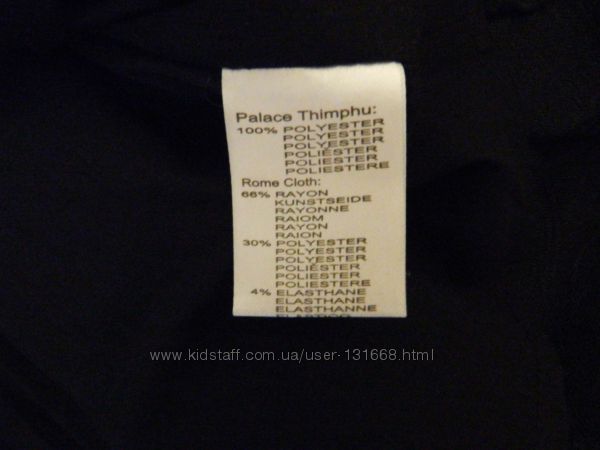 Palace Thimphu:
100% POLYESTER
POLYESTER
POLYESTER
POLIÉSTER
POLIESTER
POLIESTERE
Rome Cloth:
66% RAYON
KUNSTSEIDE
RAYONNE
RAIOM
RAYON
RAION
30% POLYESTER
POLYESTER
POLYESTER
POLIÉSTER
POLIESTER
POLIESTERE
4% ELASTHANE
ELASTHANE
ELASTHANNE
www.kidstaff.com.ua/user-131668.html